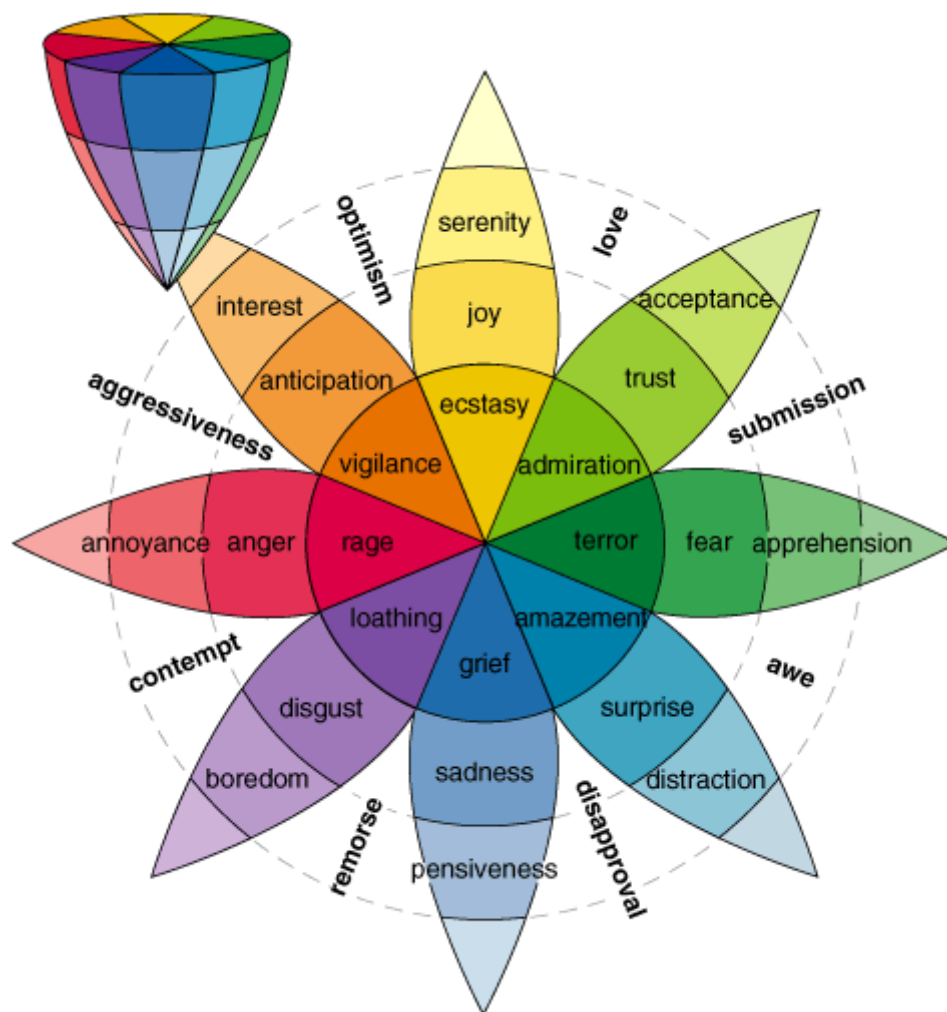 optimism
love
serenity
interest
acceptance
joy
anticipation
trust
aggressiveness
ecstasy
submission
vigilance
admiration
annoyance
anger
rage
terror
fear
apprehension
loathing
amazement
contempt
grief
awe
disgust
surprise
boredom
sadness
distraction
remorse
disapproval
pensiveness